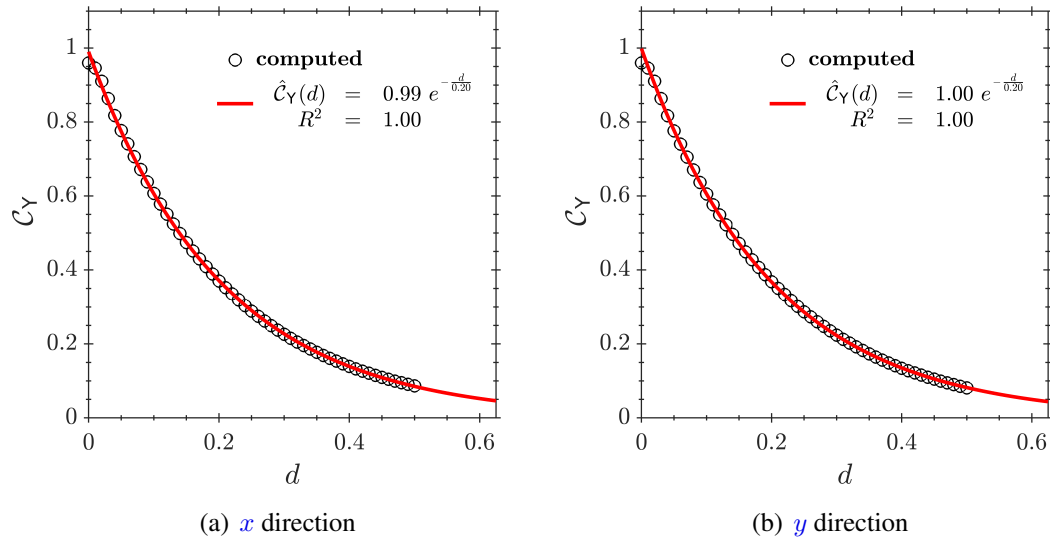 1
0.8
0.6
0.4
0.2
0
0 0.2 0.4 0.6
𝒞_Y
d
computed
𝒞̂_Y(d) = 0.99 e^{-d/0.20}
R² = 1.00
(a) x direction
1
0.8
0.6
0.4
0.2
0
0 0.2 0.4 0.6
𝒞_Y
d
computed
𝒞̂_Y(d) = 1.00 e^{-d/0.20}
R² = 1.00
(b) y direction